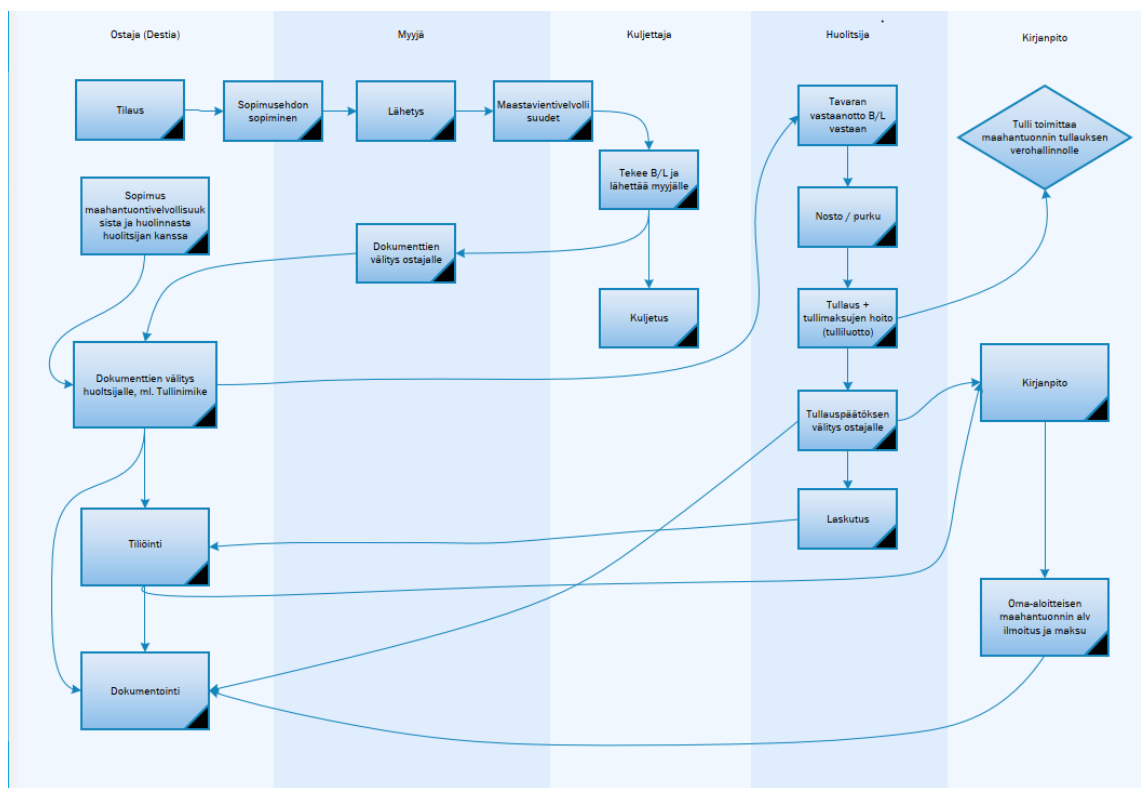 Ostaja (Destia)
Myyjä
Kuljettaja
Huolitsija
Kirjanpito
Tilaus
Sopimusehdon
sopiminen
Lähetys
Maastavientivelvolli
suudet
Tavaran
vastaanotto B/L
vastaan
Tulli toimittaa
maahantuonnin tullauksen
verohallinnolle
Tekee B/L ja
lähettää myyjälle
Sopimus
maahantuontivelvollisuuk
sista ja huolinnasta
huolitsijan kanssa
Nosto / purku
Dokumenttien
välitys ostajalle
Kuljetus
Tullaus +
tullimaksujen hoito
(tulliluotto)
Dokumenttien välitys
huoltsijalle, ml. Tullinimike
Kirjanpito
Tullauspäätöksen
välitys ostajalle
Laskutus
Tiliöinti
Oma-aloitteisen
maahantuonnin alv
ilmoitus ja maksu
Dokumentointi